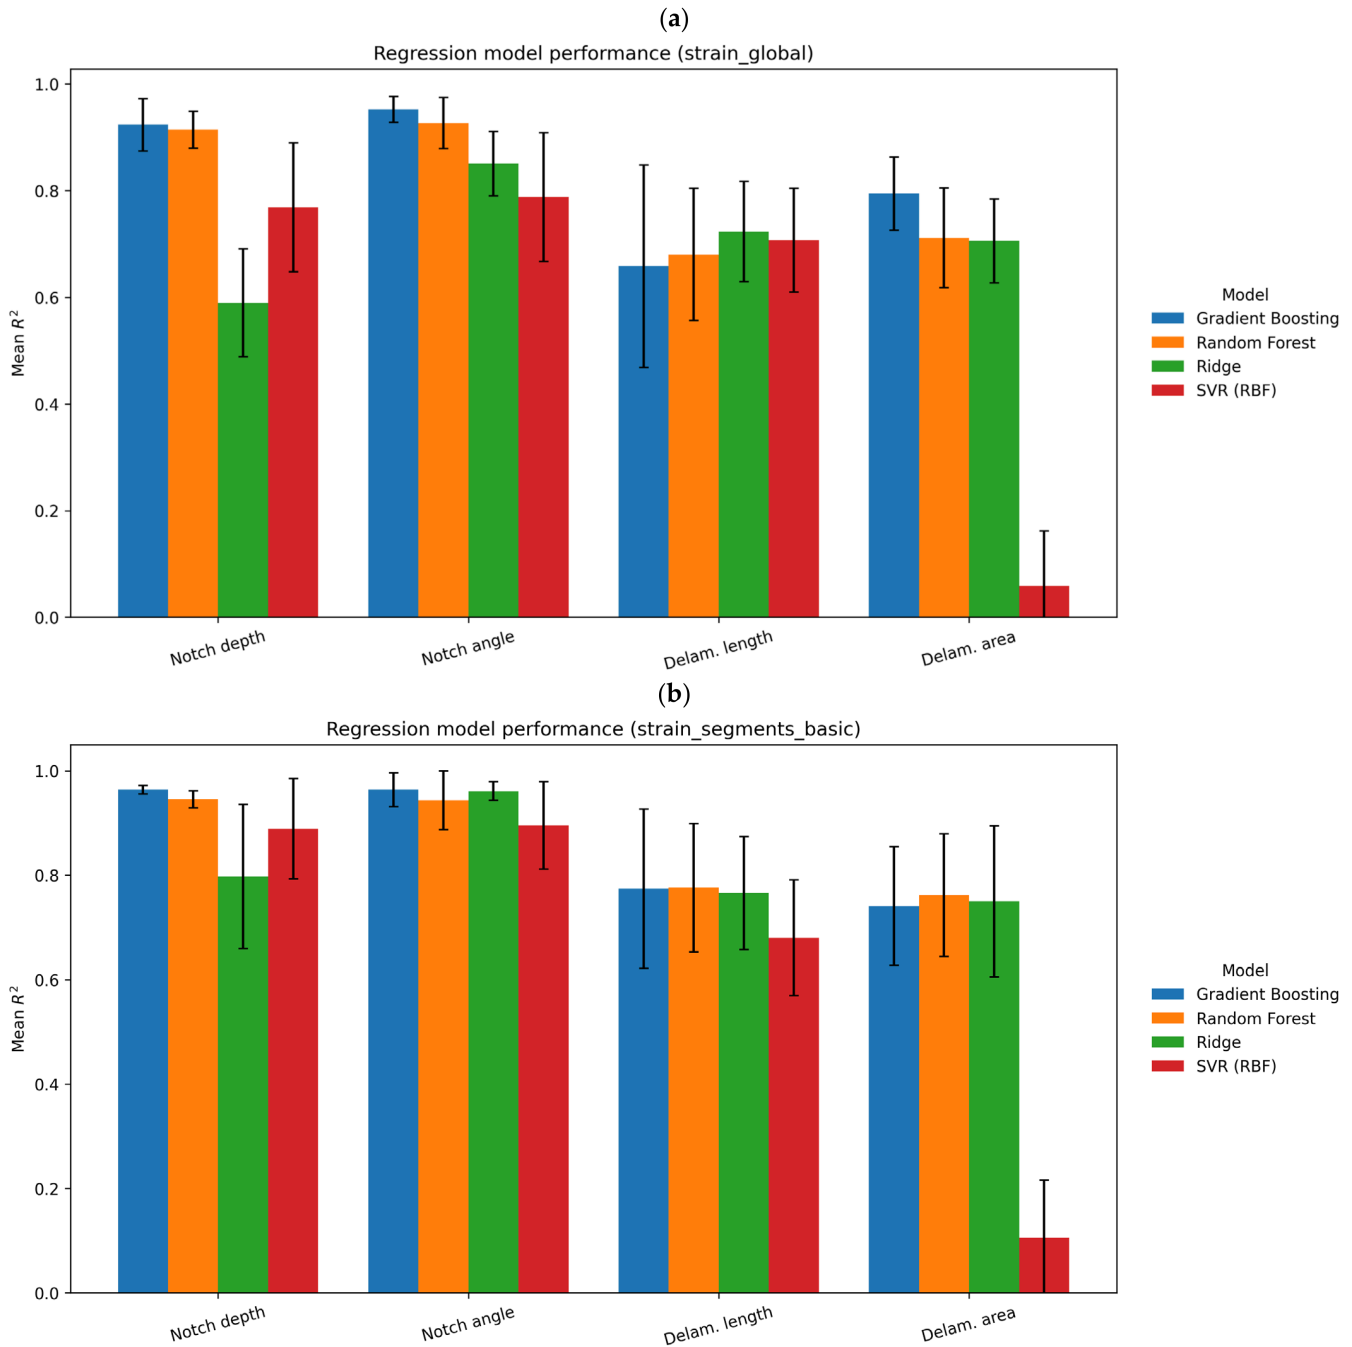 (a)
Regression model performance (strain_global)
1.0
0.8
0.6
0.4
0.2
0.0
Mean R²
Notch depth
Notch angle
Delam. length
Delam. area
Model
Gradient Boosting
Random Forest
Ridge
SVR (RBF)
(b)
Regression model performance (strain_segments_basic)
1.0
0.8
0.6
0.4
0.2
0.0
Mean R²
Notch depth
Notch angle
Delam. length
Delam. area
Model
Gradient Boosting
Random Forest
Ridge
SVR (RBF)